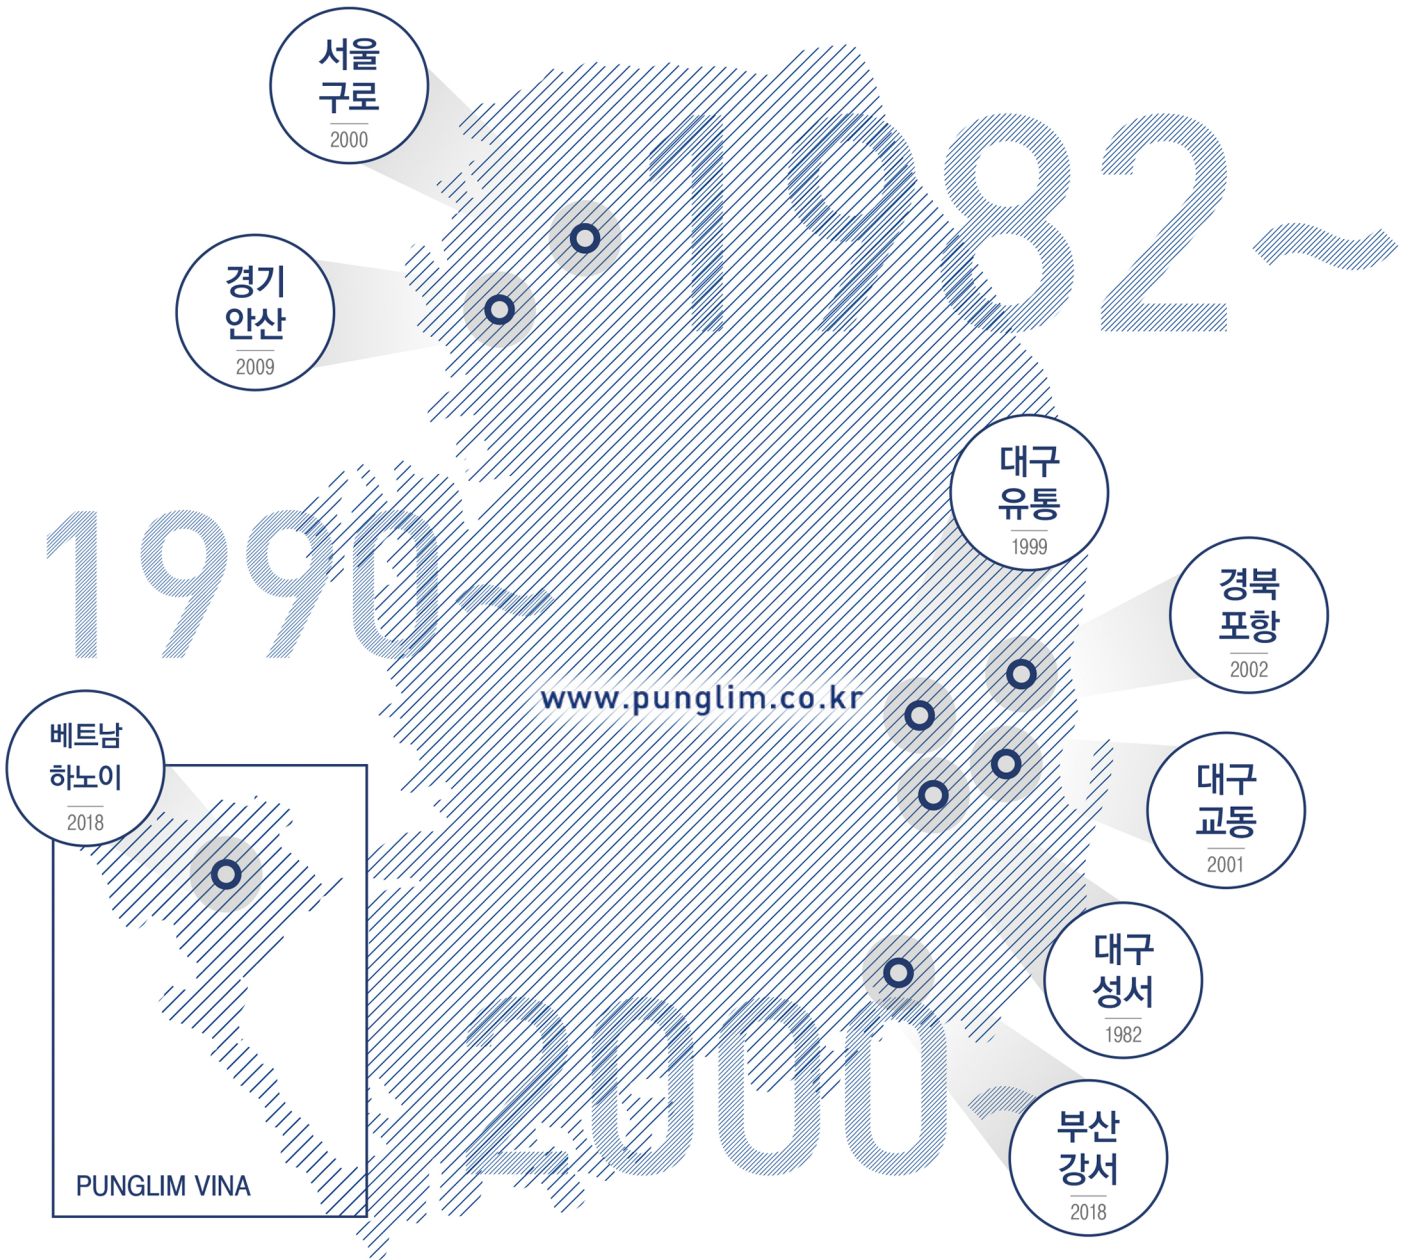 서울
구로
2000
1982~
경기
안산
2009
대구
유통
1999
1990~
경북
포항
2002
www.punglim.co.kr
베트남
하노이
2018
대구
교동
2001
대구
성서
1982
2000~
부산
강서
2018
PUNGLIM VINA